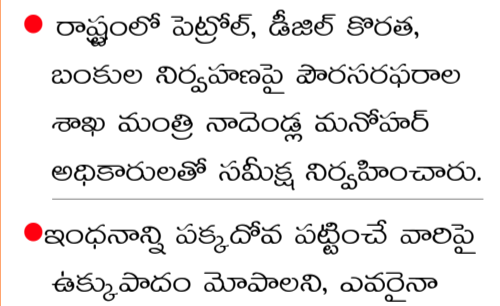 ● రాష్ట్రంలో పెట్రోల్, డీజిల్ కొరత,
బంకుల నిర్వహణపై పౌరసరఫరాల
శాఖ మంత్రి నాదెండ్ల మనోహర్
అధికారులతో సమీక్ష నిర్వహించారు.
●ఇంధనాన్ని పక్కదోవ పట్టించే వారిపై
ఉక్కుపాదం మోపాలని, ఎవరైనా